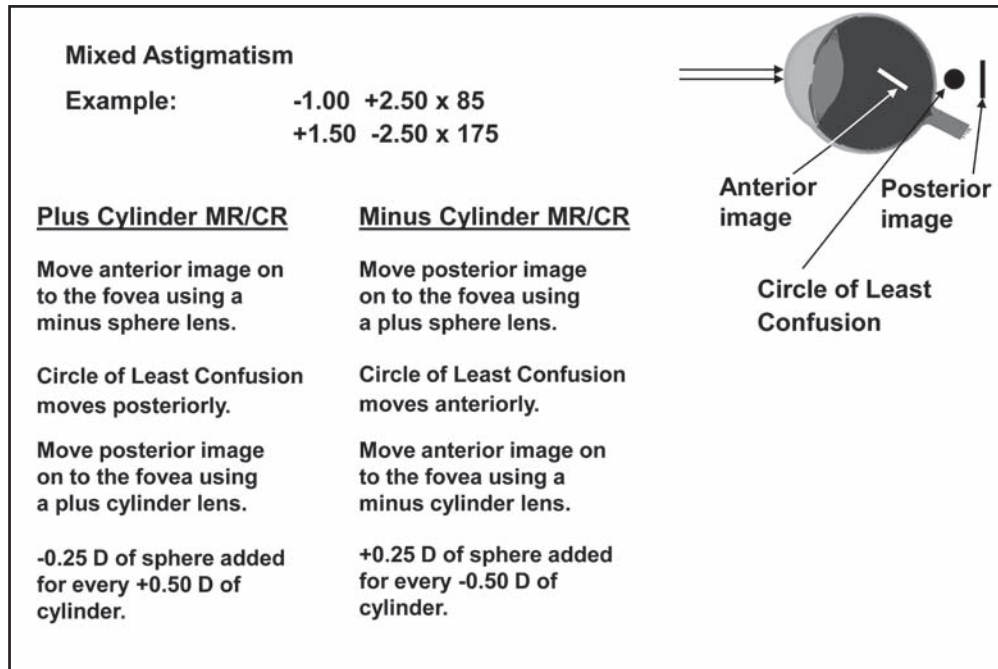 Mixed Astigmatism
Example: -1.00 +2.50 x 85
+1.50 -2.50 x 175
Anterior
image
Posterior
image
Circle of Least
Confusion
Plus Cylinder MR/CR
Move anterior image on
to the fovea using a
minus sphere lens.
Circle of Least Confusion
moves posteriorly.
Move posterior image
on to the fovea using
a plus cylinder lens.
-0.25 D of sphere added
for every +0.50 D of
cylinder.
Minus Cylinder MR/CR
Move posterior image
on to the fovea using
a plus sphere lens.
Circle of Least Confusion
moves anteriorly.
Move anterior image on
to the fovea using a
minus cylinder lens.
+0.25 D of sphere added
for every -0.50 D of
cylinder.